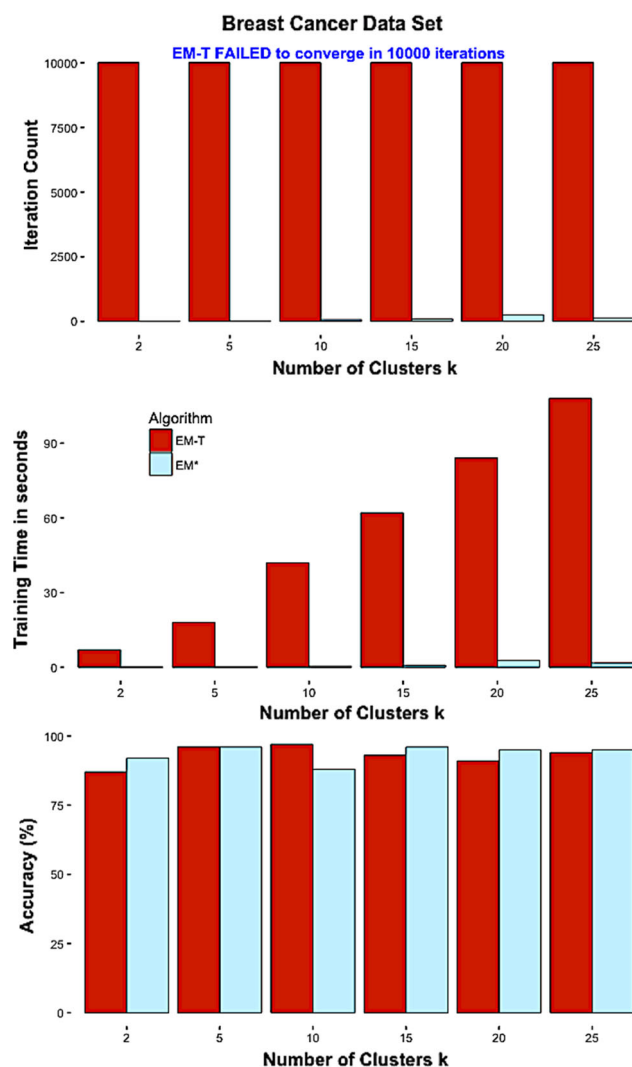 Breast Cancer Data Set
EM-T FAILED to converge in 10000 iterations
10000
7500
5000
2500
0
Iteration Count
2 5 10 15 20 25
Number of Clusters k
90
60
30
0
Training Time in seconds
Algorithm
EM-T
EM*
2 5 10 15 20 25
Number of Clusters k
100
75
50
25
0
Accuracy (%)
2 5 10 15 20 25
Number of Clusters k